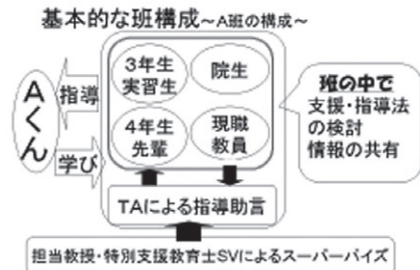 基本的な班構成~A班の構成~
3年生
実習生
院生
4年生
先輩
現職
教員
Aくん
指導
学び
班の中で
支援・指導法
の検討
情報の共有
TAによる指導助言
担当教授・特別支援教育士SVによるスーパーバイズ